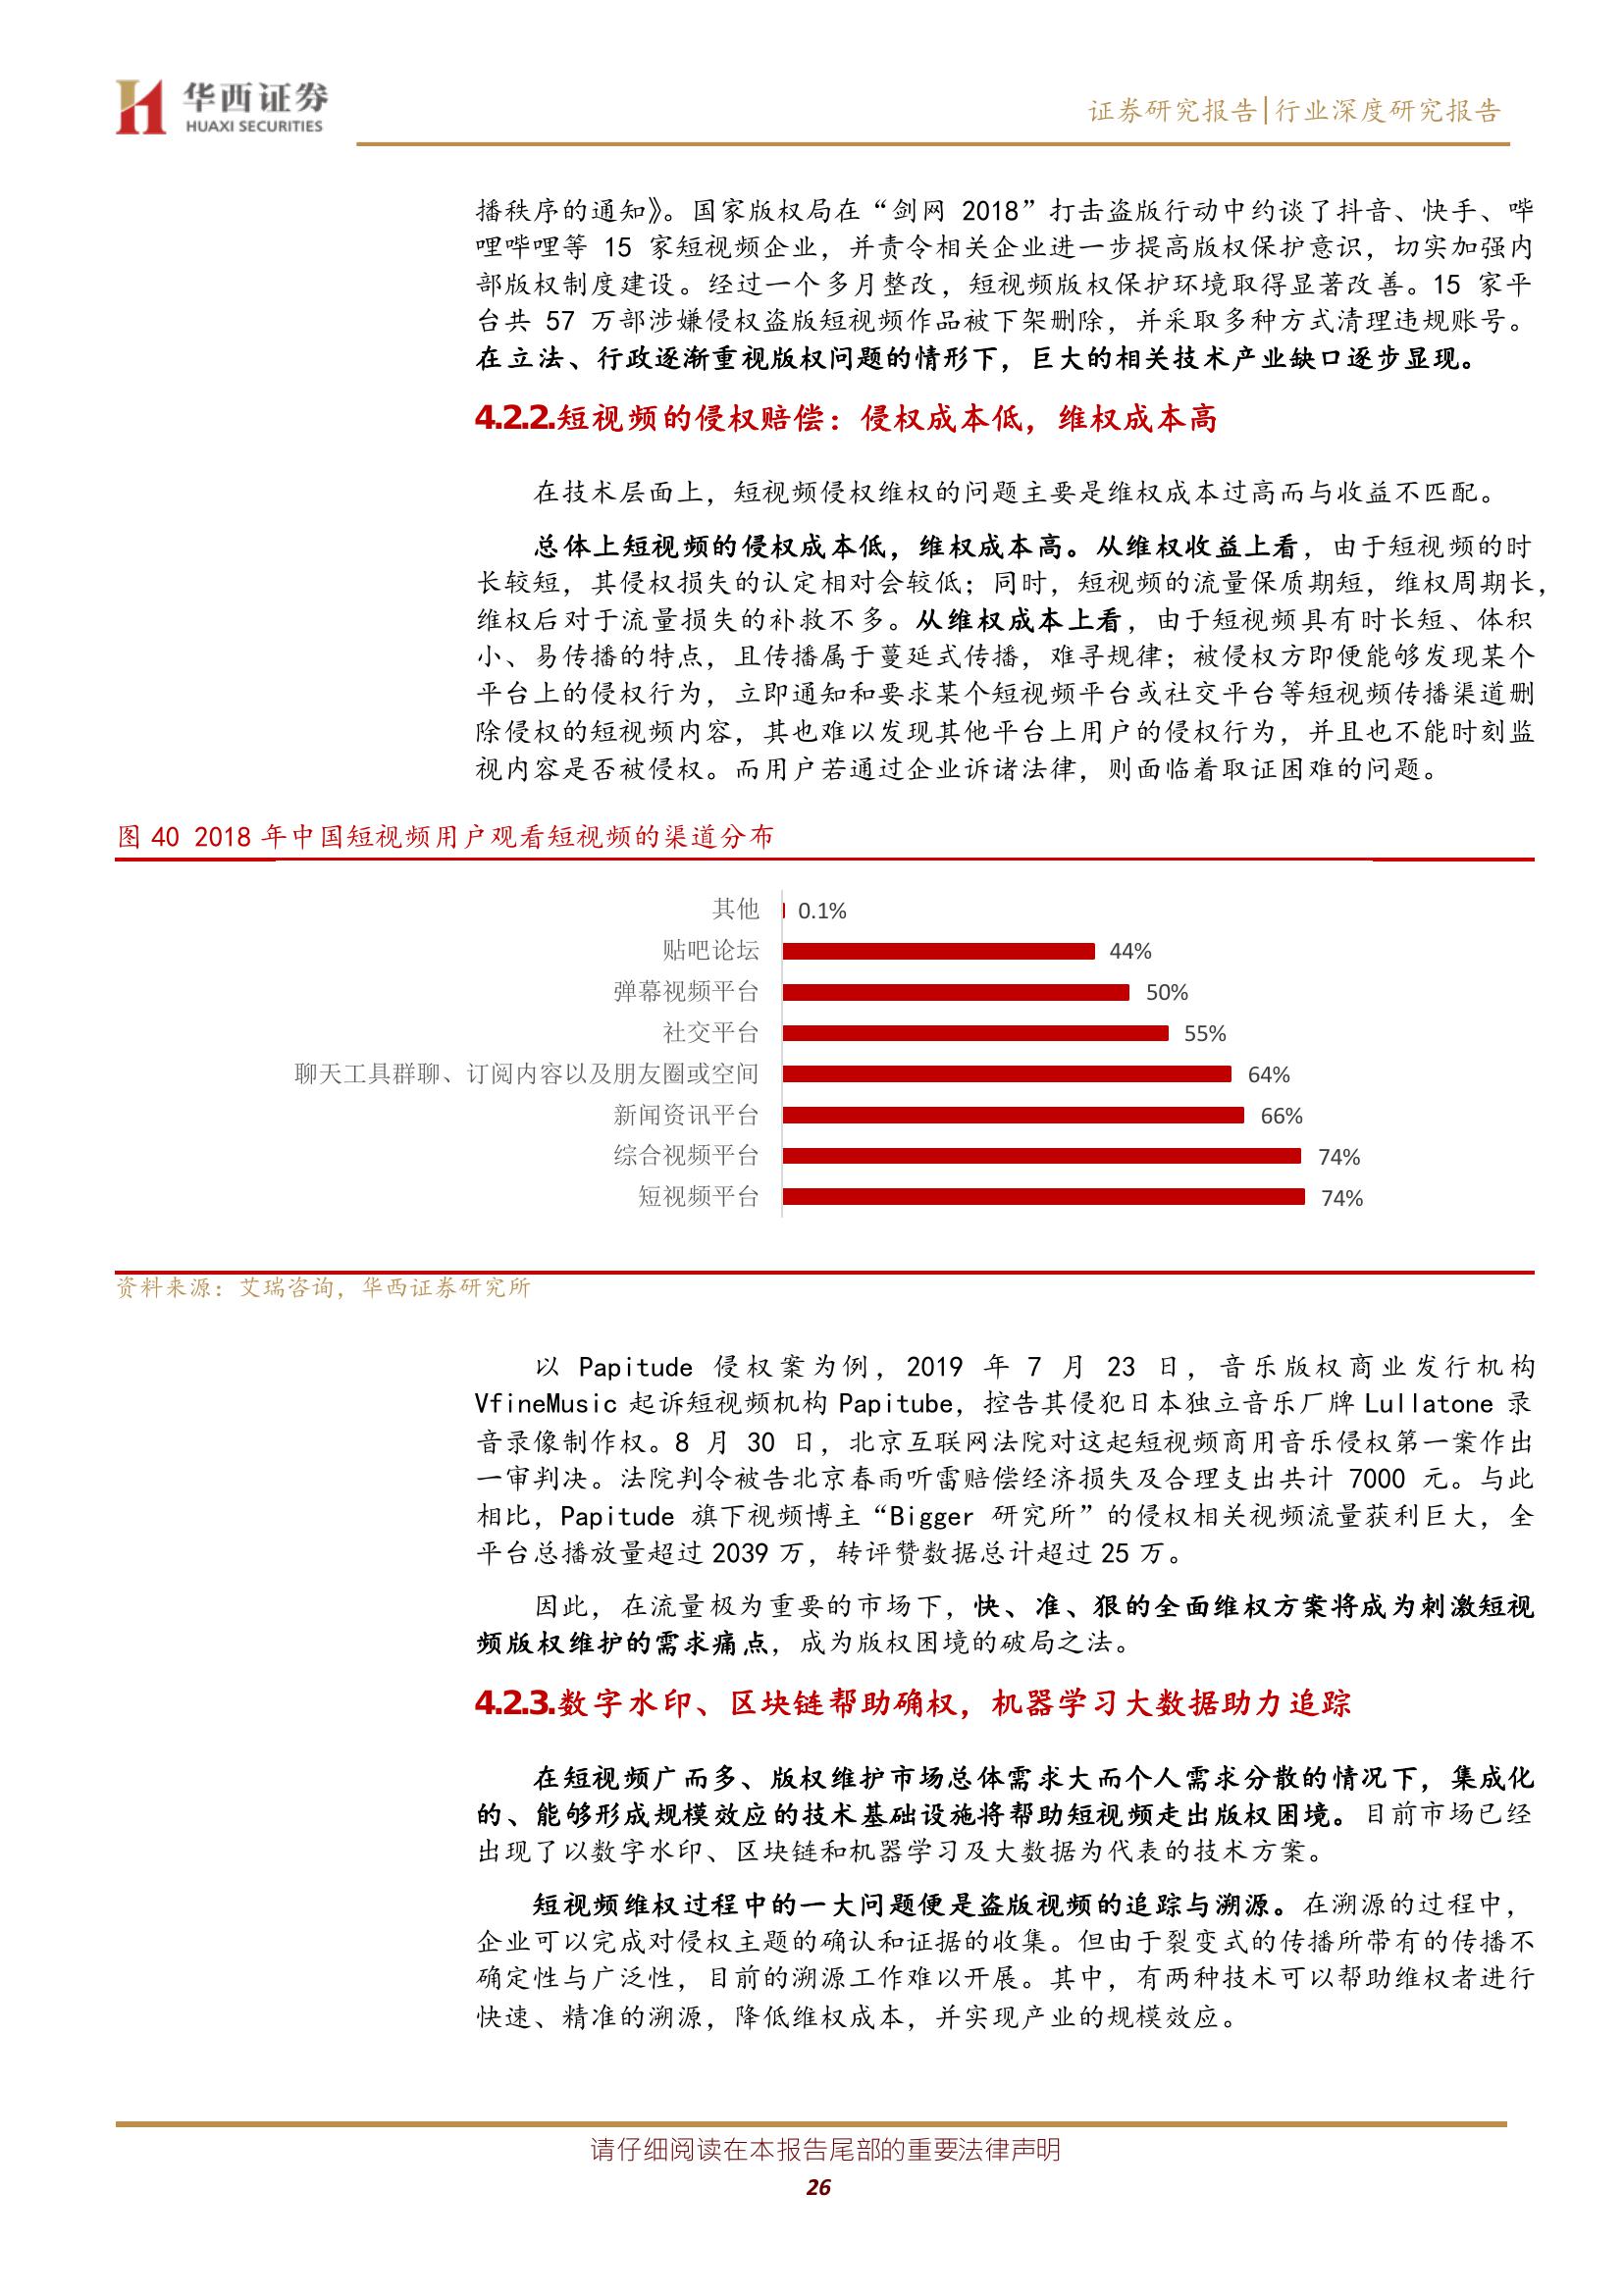 华西证券
HUAXI SECURITIES
证券研究报告|行业深度研究报告
播秩序的通知》。国家版权局在“剑网 2018”打击盗版行动中约谈了抖音、快手、哔
哩哔哩等 15 家短视频企业，并责令相关企业进一步提高版权保护意识，切实加强内
部版权制度建设。经过一个多月整改，短视频版权保护环境取得显著改善。15 家平
台共 57 万部涉嫌侵权盗版短视频作品被下架删除，并采取多种方式清理违规账号。
在立法、行政逐渐重视版权问题的情形下，巨大的相关技术产业缺口逐步显现。
4.2.2.短视频的侵权赔偿：侵权成本低，维权成本高
在技术层面上，短视频侵权维权的问题主要是维权成本过高而与收益不匹配。
总体上短视频的侵权成本低，维权成本高。从维权收益上看，由于短视频的时
长较短，其侵权损失的认定相对会较低；同时，短视频的流量保质期短，维权周期长，
维权后对于流量损失的补救不多。从维权成本上看，由于短视频具有时长短、体积
小、易传播的特点，且传播属于蔓延式传播，难寻规律；被侵权方即便能够发现某个
平台上的侵权行为，立即通知和要求某个短视频平台或社交平台等短视频传播渠道删
除侵权的短视频内容，其也难以发现其他平台上用户的侵权行为，并且也不能时刻监
视内容是否被侵权。而用户若通过企业诉诸法律，则面临着取证困难的问题。
图 40 2018 年中国短视频用户观看短视频的渠道分布
其他 0.1%
贴吧论坛 44%
弹幕视频平台 50%
社交平台 55%
聊天工具群聊、订阅内容以及朋友圈或空间 64%
新闻资讯平台 66%
综合视频平台 74%
短视频平台 74%
资料来源：艾瑞咨询，华西证券研究所
以 Papitude 侵权案为例，2019 年 7 月 23 日，音乐版权商业发行机构
VfineMusic 起诉短视频机构 Papitube，控告其侵犯日本独立音乐厂牌 Lullatone 录
音录像制作权。8 月 30 日，北京互联网法院对这起短视频商用音乐侵权第一案作出
一审判决。法院判令被告北京春雨听雷赔偿经济损失及合理支出共计 7000 元。与此
相比，Papitude 旗下视频博主“Bigger 研究所”的侵权相关视频流量获利巨大，全
平台总播放量超过 2039 万，转评赞数据总计超过 25 万。
因此，在流量极为重要的市场下，快、准、狠的全面维权方案将成为刺激短视
频版权维护的需求痛点，成为版权困境的破局之法。
4.2.3.数字水印、区块链帮助确权，机器学习大数据助力追踪
在短视频广而多、版权维护市场总体需求大而个人需求分散的情况下，集成化
的、能够形成规模效应的技术基础设施将帮助短视频走出版权困境。目前市场已经
出现了以数字水印、区块链和机器学习及大数据为代表的技术方案。
短视频维权过程中的一大问题便是盗版视频的追踪与溯源。在溯源的过程中，
企业可以完成对侵权主题的确认和证据的收集。但由于裂变式的传播所带有的传播不
确定性与广泛性，目前的溯源工作难以开展。其中，有两种技术可以帮助维权者进行
快速、精准的溯源，降低维权成本，并实现产业的规模效应。
请仔细阅读在本报告尾部的重要法律声明
26